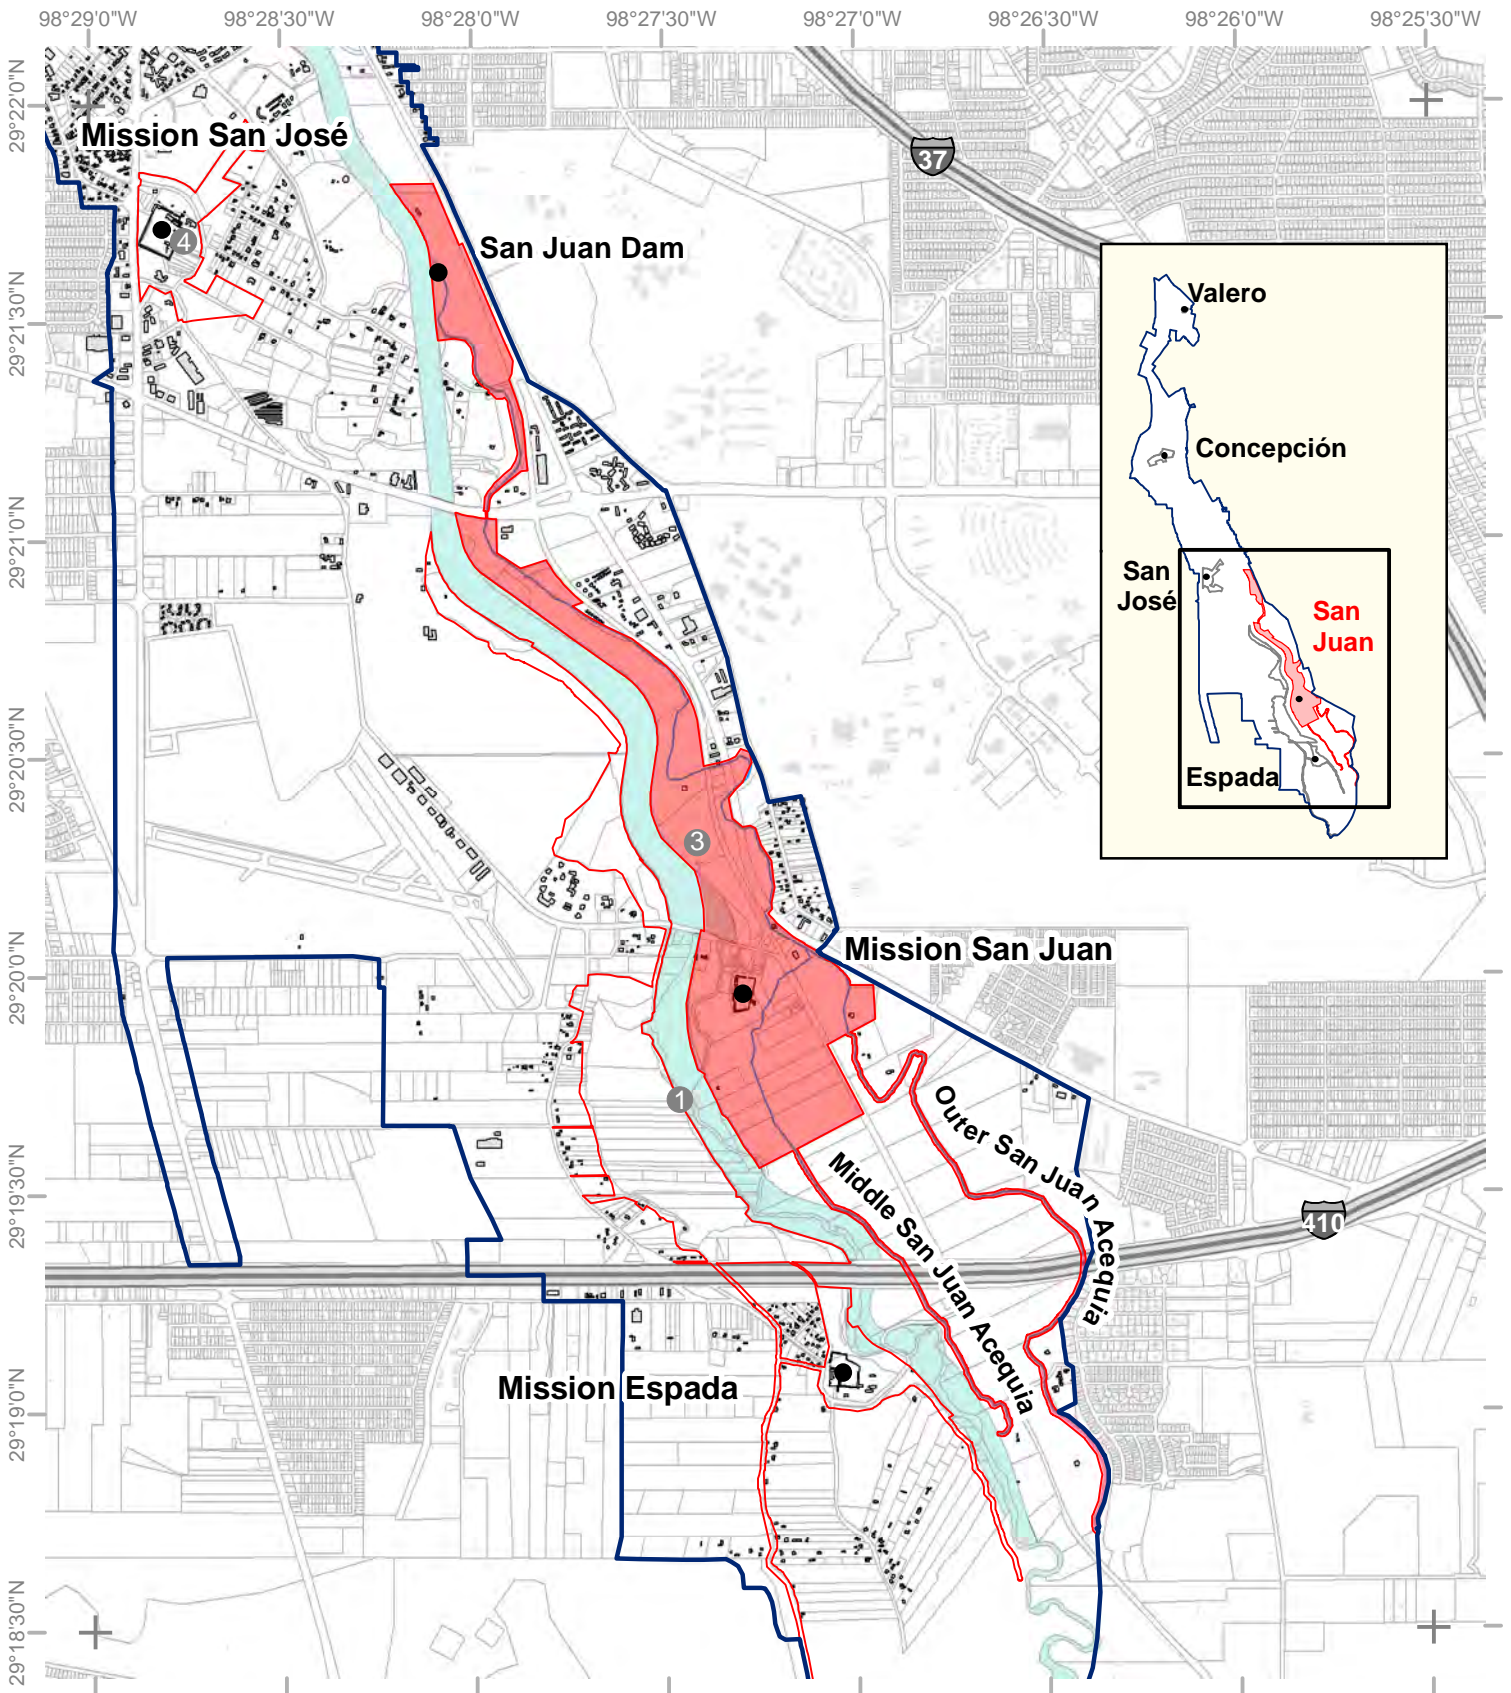 98°29'0"W
98°28'30"W
98°28'0"W
98°27'30"W
98°27'0"W
98°26'30"W
98°26'0"W
98°25'30"W
29°22'0"N
29°21'30"N
29°21'0"N
29°20'30"N
29°20'0"N
29°19'30"N
29°19'0"N
29°18'30"N
Mission San José
37
4
San Juan Dam
Valero
Concepción
San
José
San
Juan
Espada
3
Mission San Juan
1
Outer San Juan Acequia
Middle San Juan Acequia
410
Mission Espada